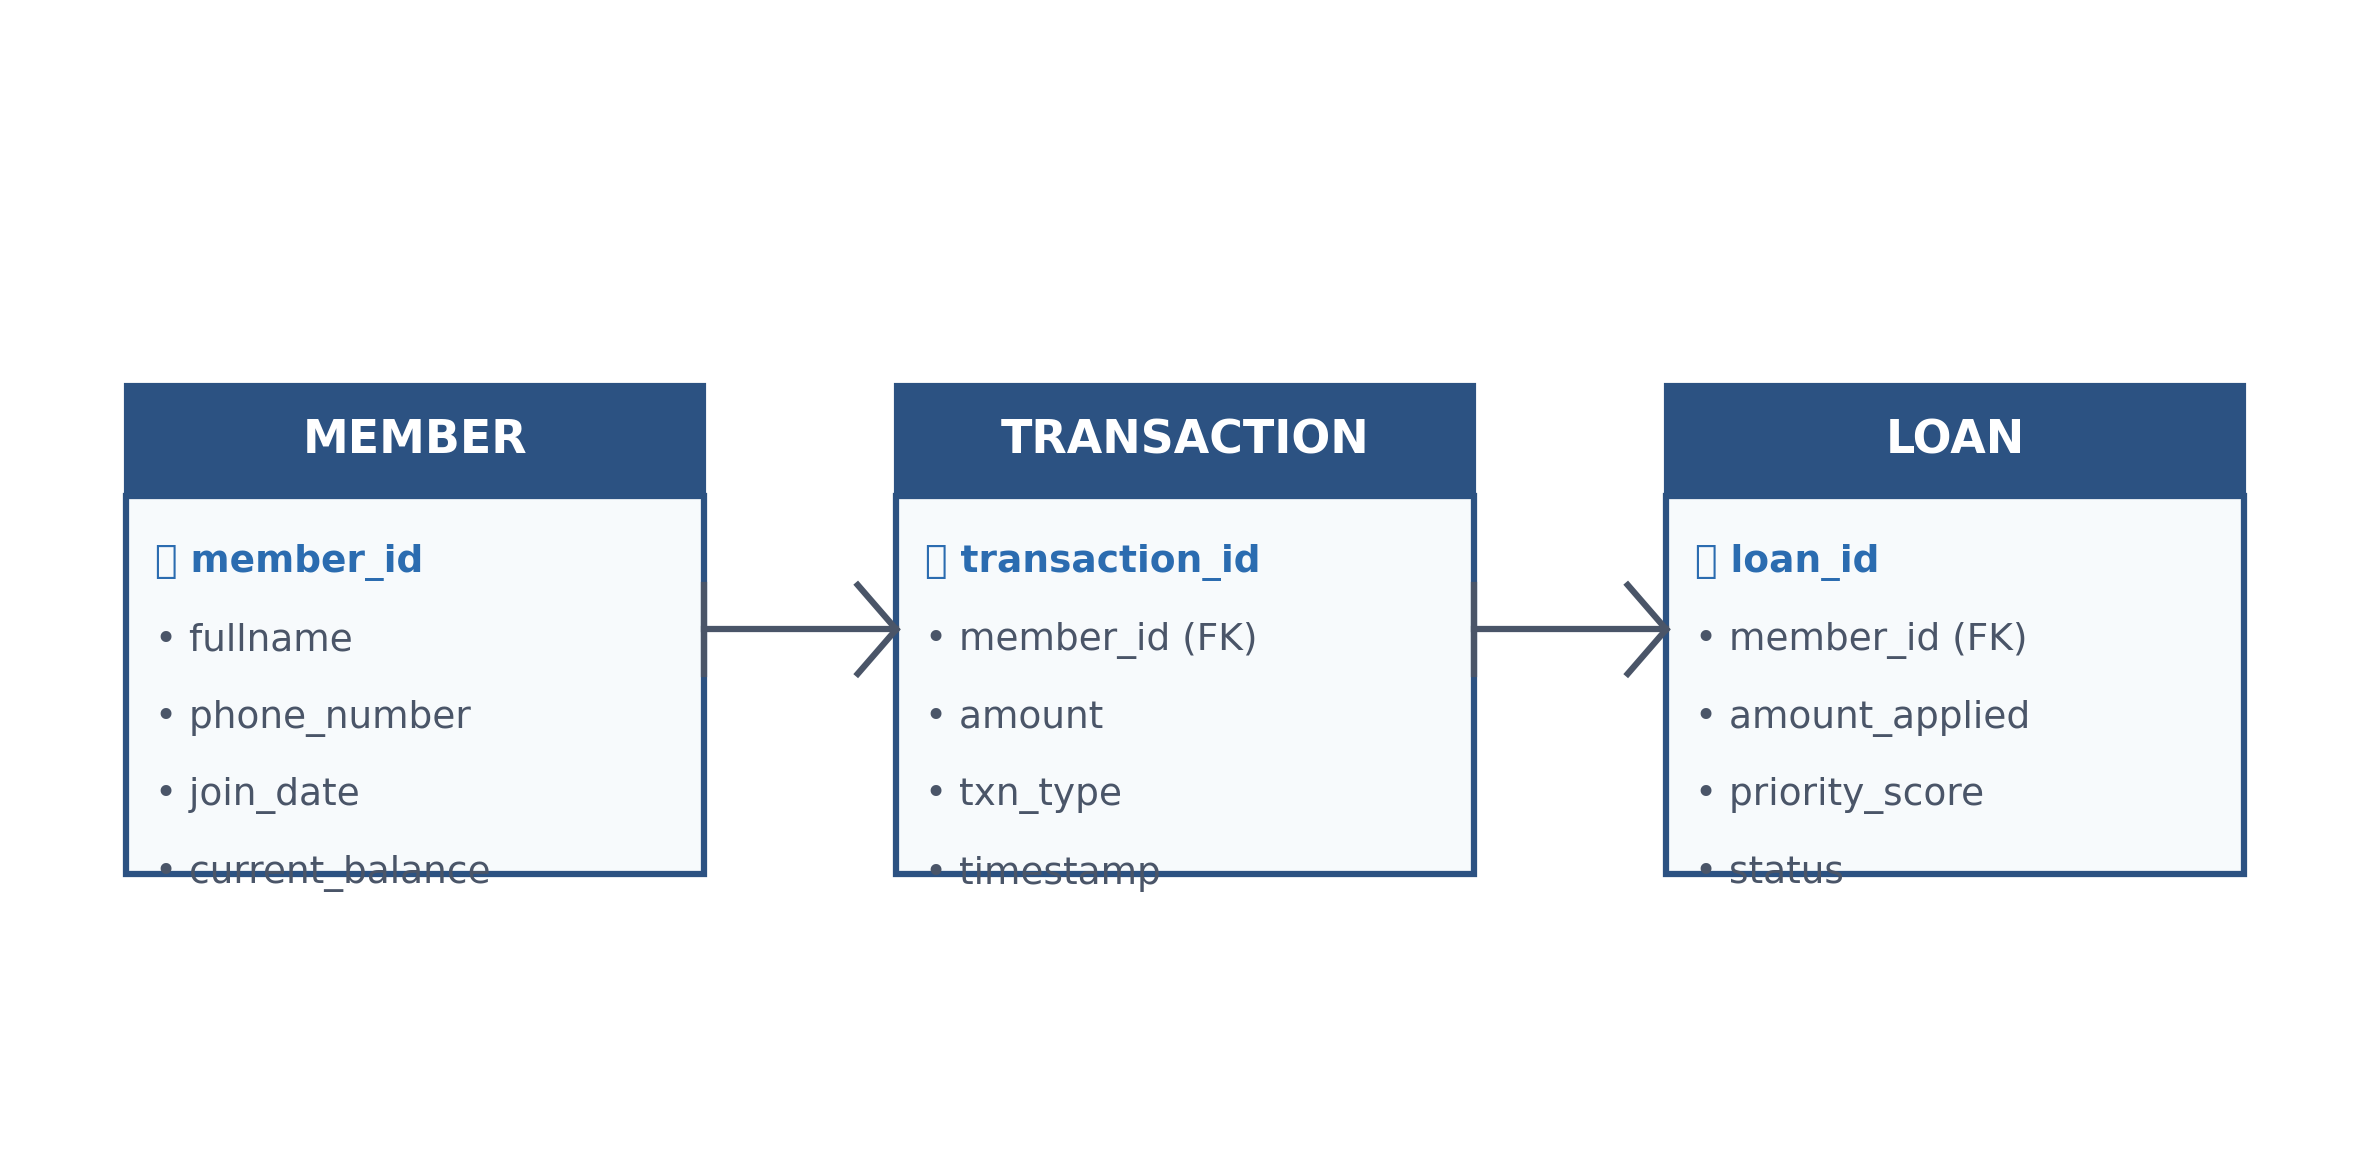 MEMBER
member_id
• fullname
• phone_number
• join_date
• current_balance
TRANSACTION
transaction_id
• member_id (FK)
• amount
• txn_type
• timestamp
LOAN
loan_id
• member_id (FK)
• amount_applied
• priority_score
• status